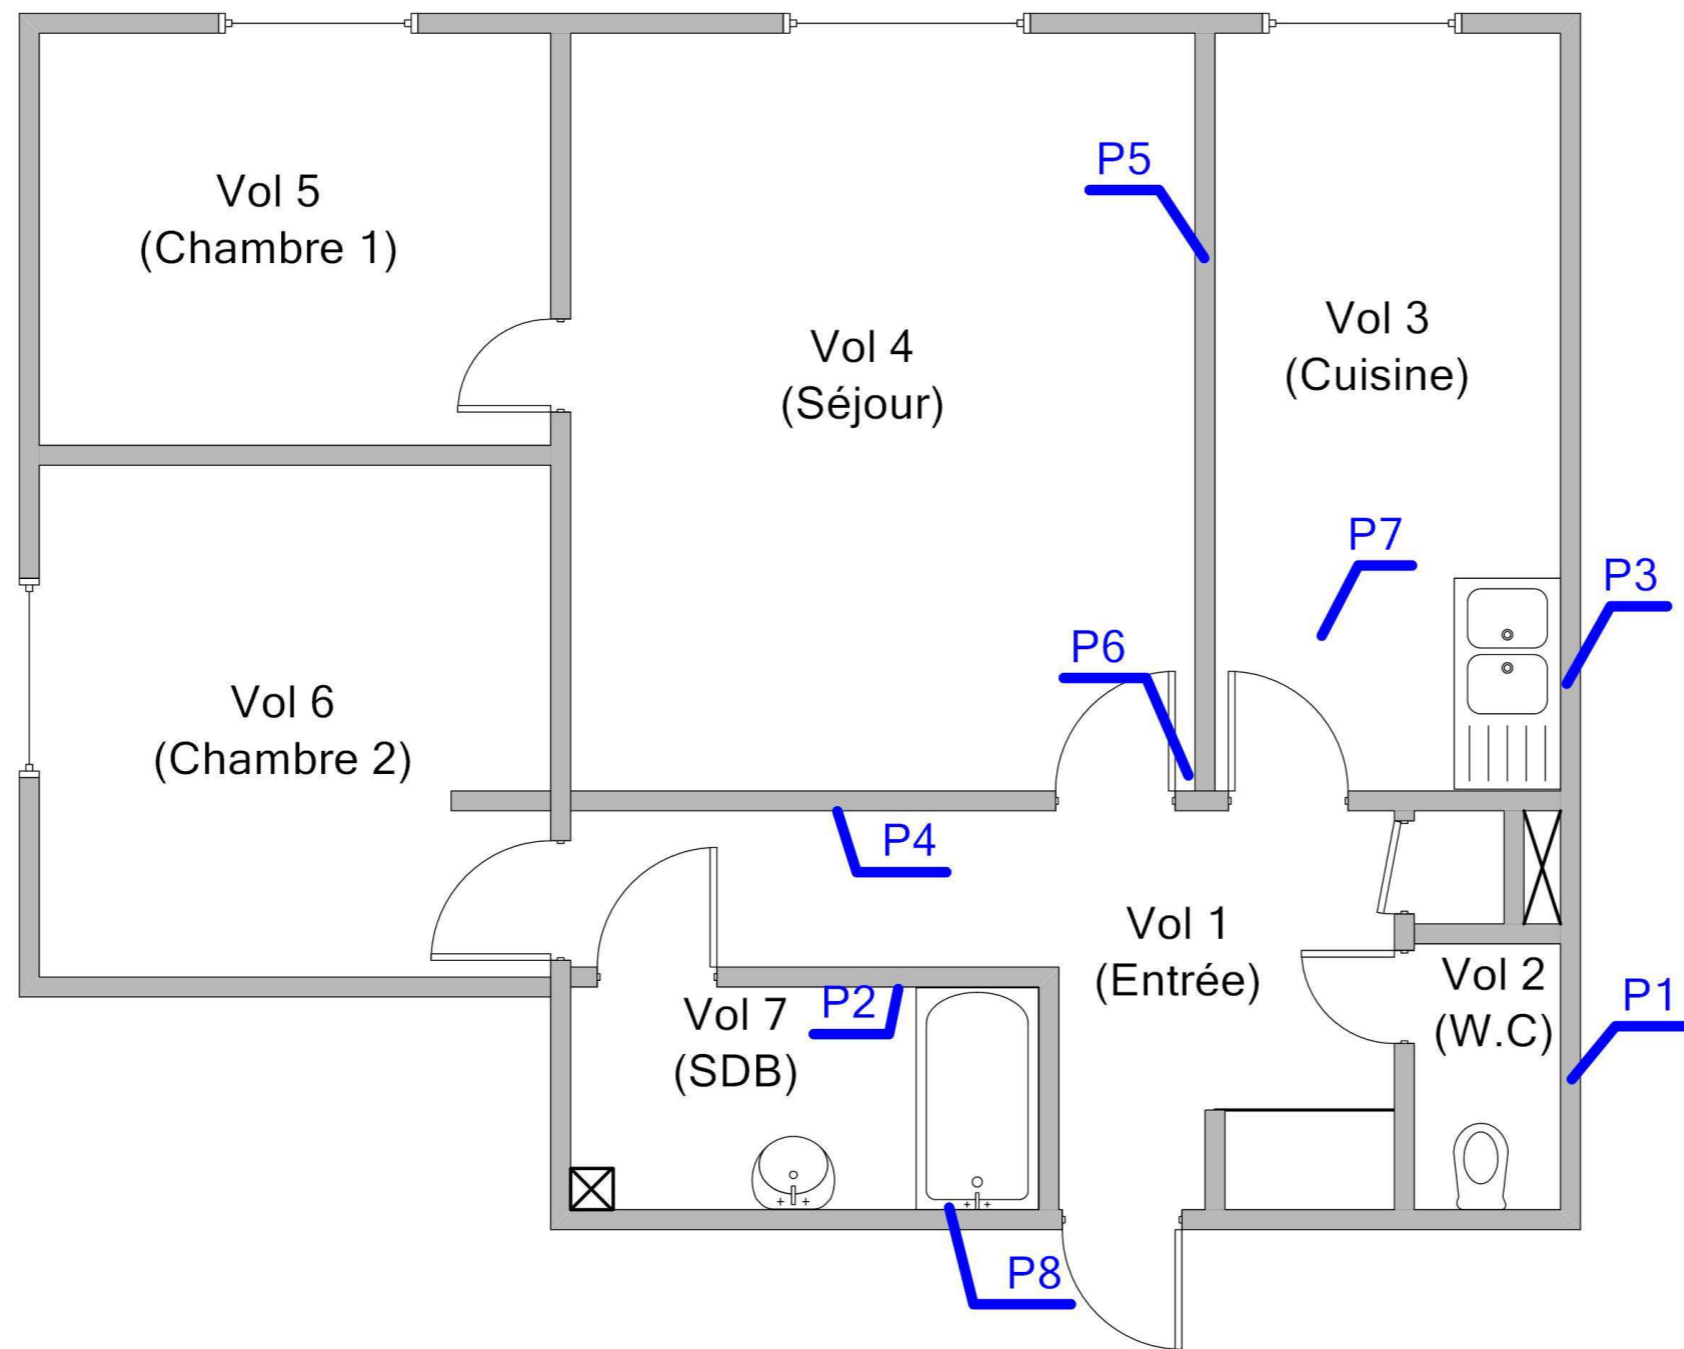 P5
Vol 5
(Chambre 1)
Vol 3
(Cuisine)
Vol 4
(Séjour)
P7
P3
P6
Vol 6
(Chambre 2)
P4
Vol 1
(Entrée)
Vol 2
(W.C)
P1
P2
Vol 7
(SDB)
P8